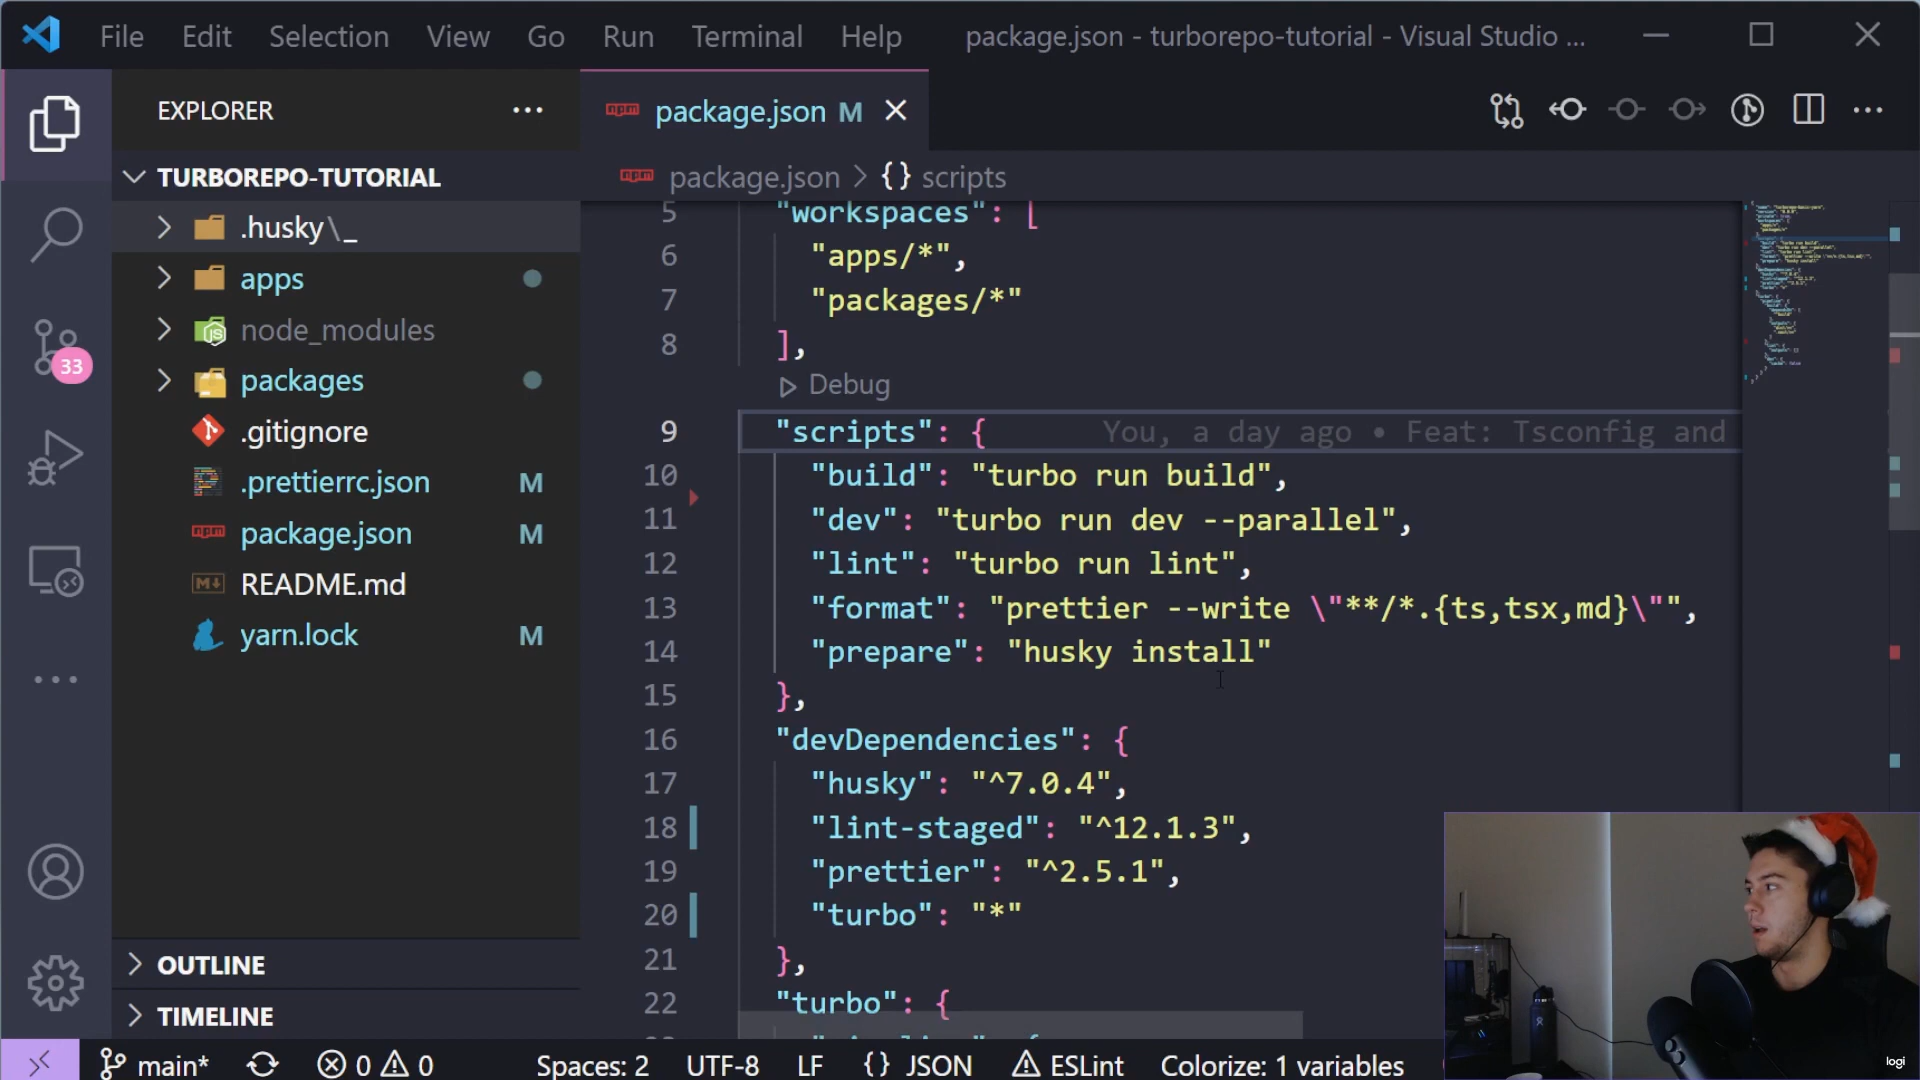 File Edit Selection View Go Run Terminal Help package.json - turborepo-tutorial - Visual Studio ...
EXPLORER ...
package.json M
TURBOREPO-TUTORIAL
package.json > {} scripts
.husky\_
apps
node_modules
packages
.gitignore
.prettierrc.json M
package.json M
README.md
yarn.lock M
33
OUTLINE
TIMELINE
5 "workspaces": [
6 "apps/*",
7 "packages/*"
8 ],
Debug
9 "scripts": { You, a day ago • Feat: Tsconfig and
10 "build": "turbo run build",
11 "dev": "turbo run dev --parallel",
12 "lint": "turbo run lint",
13 "format": "prettier --write \"**/*.{ts,tsx,md}\"",
14 "prepare": "husky install"
15 },
16 "devDependencies": {
17 "husky": "^7.0.4",
18 "lint-staged": "^12.1.3",
19 "prettier": "^2.5.1",
20 "turbo": "*"
21 },
22 "turbo": {
logi
main* 0 0 Spaces: 2 UTF-8 LF {} JSON ESLint Colorize: 1 variables